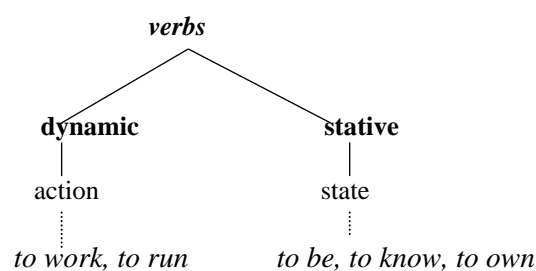 verbs
dynamic stative
action state
to work, to run to be, to know, to own